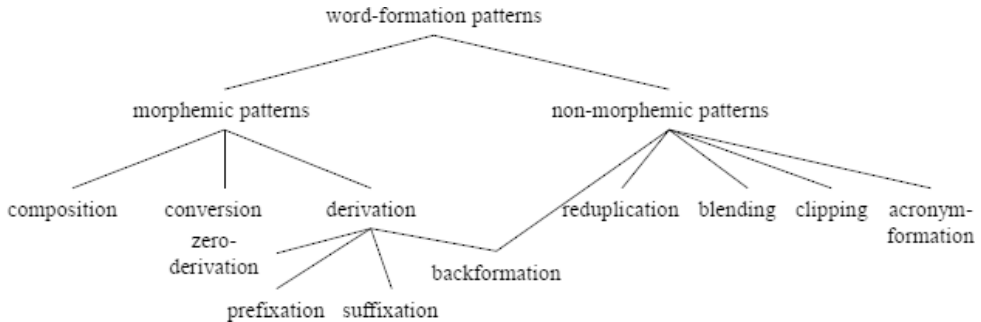 word-formation patterns
morphemic patterns
non-morphemic patterns
composition
conversion
derivation
reduplication
blending
clipping
acronym-
formation
zero-
derivation
backformation
prefixation
suffixation